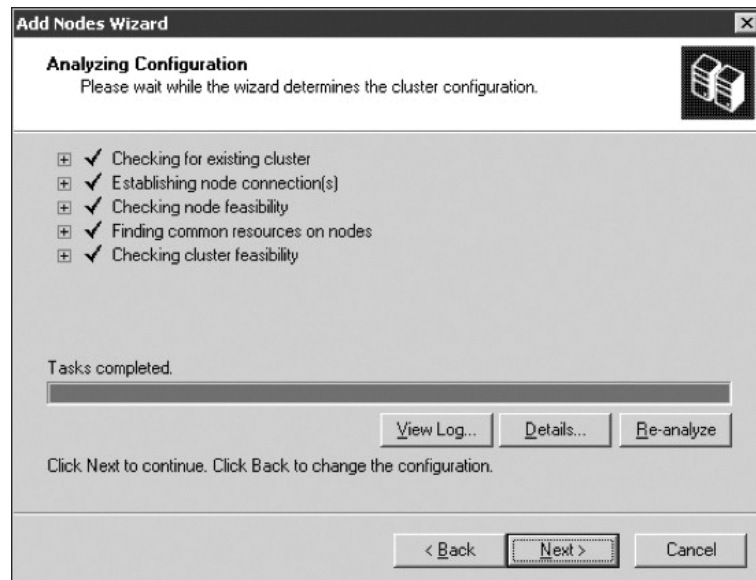 Add Nodes Wizard
Analyzing Configuration
Please wait while the wizard determines the cluster configuration.
Checking for existing cluster
Establishing node connection(s)
Checking node feasibility
Finding common resources on nodes
Checking cluster feasibility
Tasks completed.
View Log... Details... Re-analyze
Click Next to continue. Click Back to change the configuration.
< Back Next > Cancel